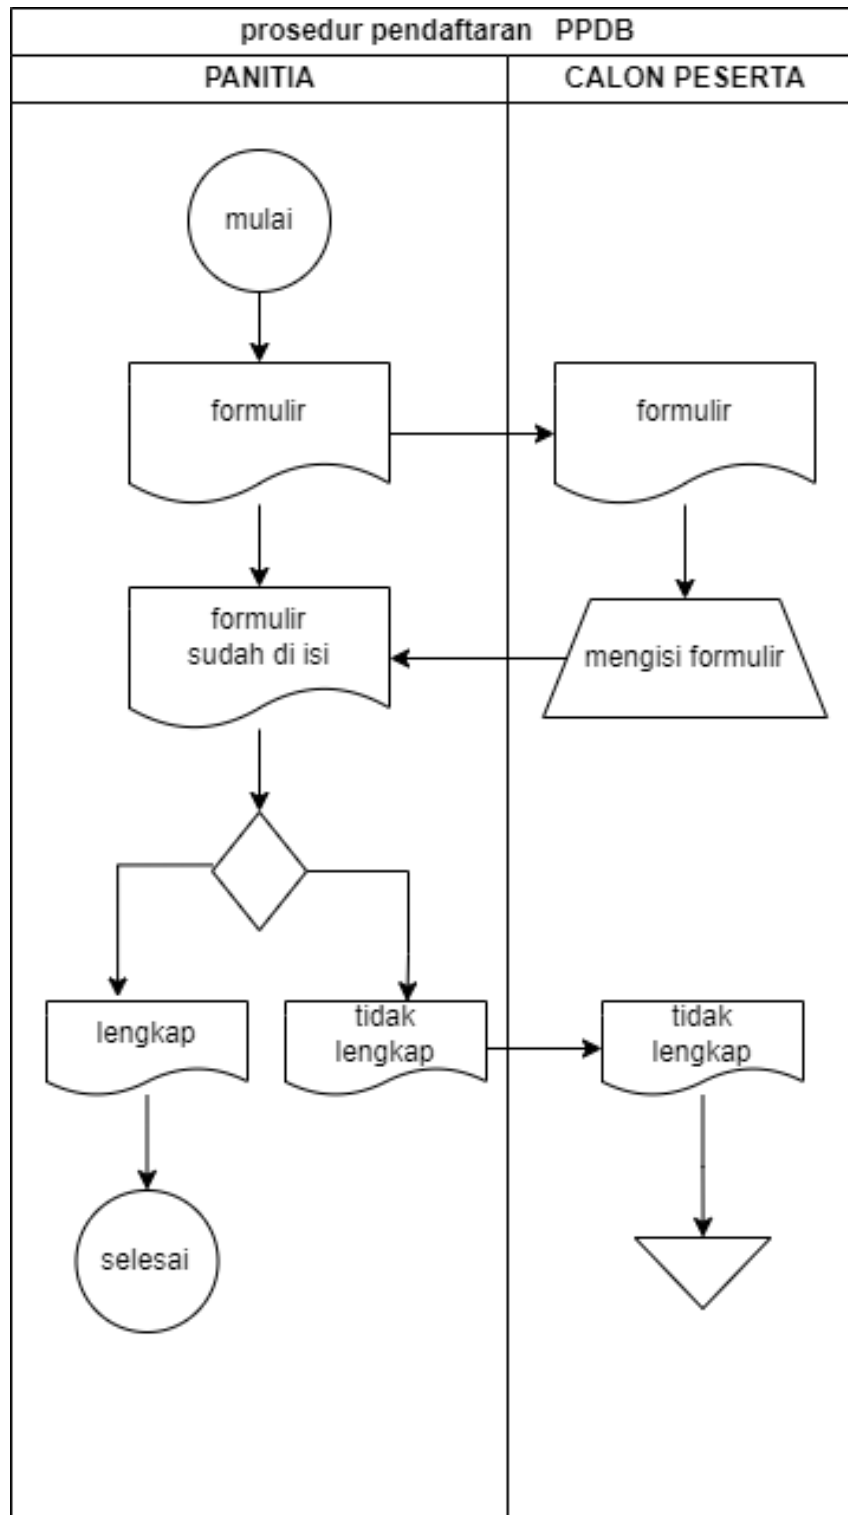 prosedur pendaftaran PPDB
PANITIA
CALON PESERTA
mulai
formulir
formulir
formulir
sudah di isi
mengisi formulir
lengkap
tidak
lengkap
tidak
lengkap
selesai